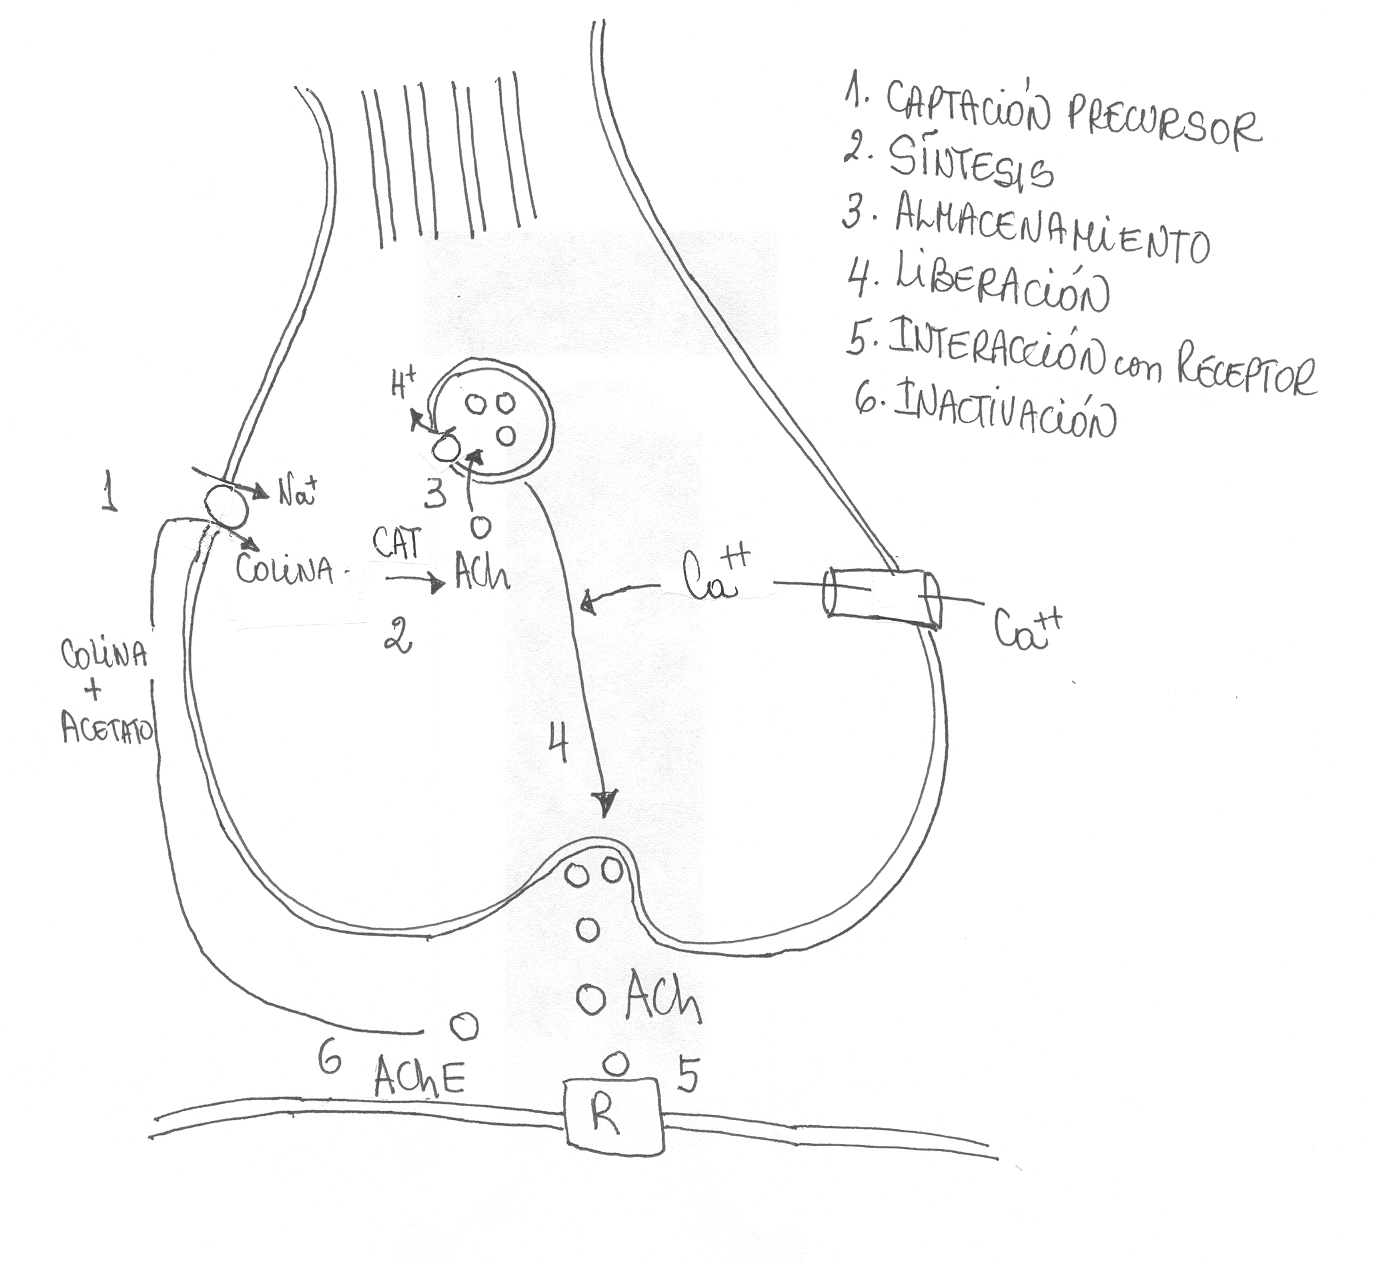 1. CAPTACIÓN PRECURSOR
2. SÍNTESIS
3. ALMACENAMIENTO
4. LIBERACIÓN
5. INTERACCIÓN con RECEPTOR
6. INACTIVACIÓN
H+
1
Na+
3
COLINA
CAT
ACh
2
Ca++
Ca++
COLINA
+
ACETATO
4
ACh
6
AChE
5
R